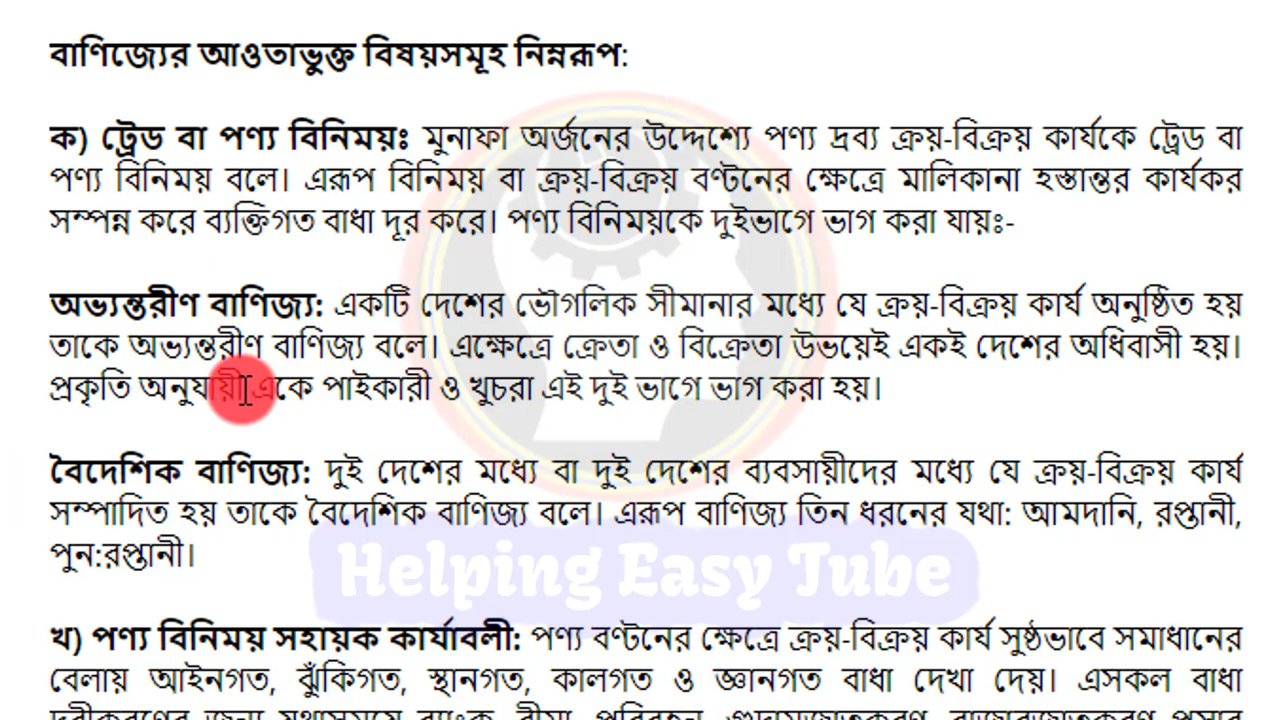 বাণিজ্যের আওতাভুক্ত বিষয়সমূহ নিম্নরূপ:
ক) ট্রেড বা পণ্য বিনিময়ঃ মুনাফা অর্জনের উদ্দেশ্যে পণ্য দ্রব্য ক্রয়-বিক্রয় কার্যকে ট্রেড বা
পণ্য বিনিময় বলে। এরূপ বিনিময় বা ক্রয়-বিক্রয় বণ্টনের ক্ষেত্রে মালিকানা হস্তান্তর কার্যকর
সম্পন্ন করে ব্যক্তিগত বাধা দূর করে। পণ্য বিনিময়কে দুইভাগে ভাগ করা যায়ঃ-
অভ্যন্তরীণ বাণিজ্য: একটি দেশের ভৌগলিক সীমানার মধ্যে যে ক্রয়-বিক্রয় কার্য অনুষ্ঠিত হয়
তাকে অভ্যন্তরীণ বাণিজ্য বলে। এক্ষেত্রে ক্রেতা ও বিক্রেতা উভয়েই একই দেশের অধিবাসী হয়।
প্রকৃতি অনুযায়ী একে পাইকারী ও খুচরা এই দুই ভাগে ভাগ করা হয়।
বৈদেশিক বাণিজ্য: দুই দেশের মধ্যে বা দুই দেশের ব্যবসায়ীদের মধ্যে যে ক্রয়-বিক্রয় কার্য
সম্পাদিত হয় তাকে বৈদেশিক বাণিজ্য বলে। এরূপ বাণিজ্য তিন ধরনের যথা: আমদানি, রপ্তানী,
পুন:রপ্তানী।
Helping Easy Tube
খ) পণ্য বিনিময় সহায়ক কার্যাবলী: পণ্য বণ্টনের ক্ষেত্রে ক্রয়-বিক্রয় কার্য সুষ্ঠভাবে সমাধানের
বেলায় আইনগত, ঝুঁকিগত, স্থানগত, কালগত ও জ্ঞানগত বাধা দেখা দেয়। এসকল বাধা